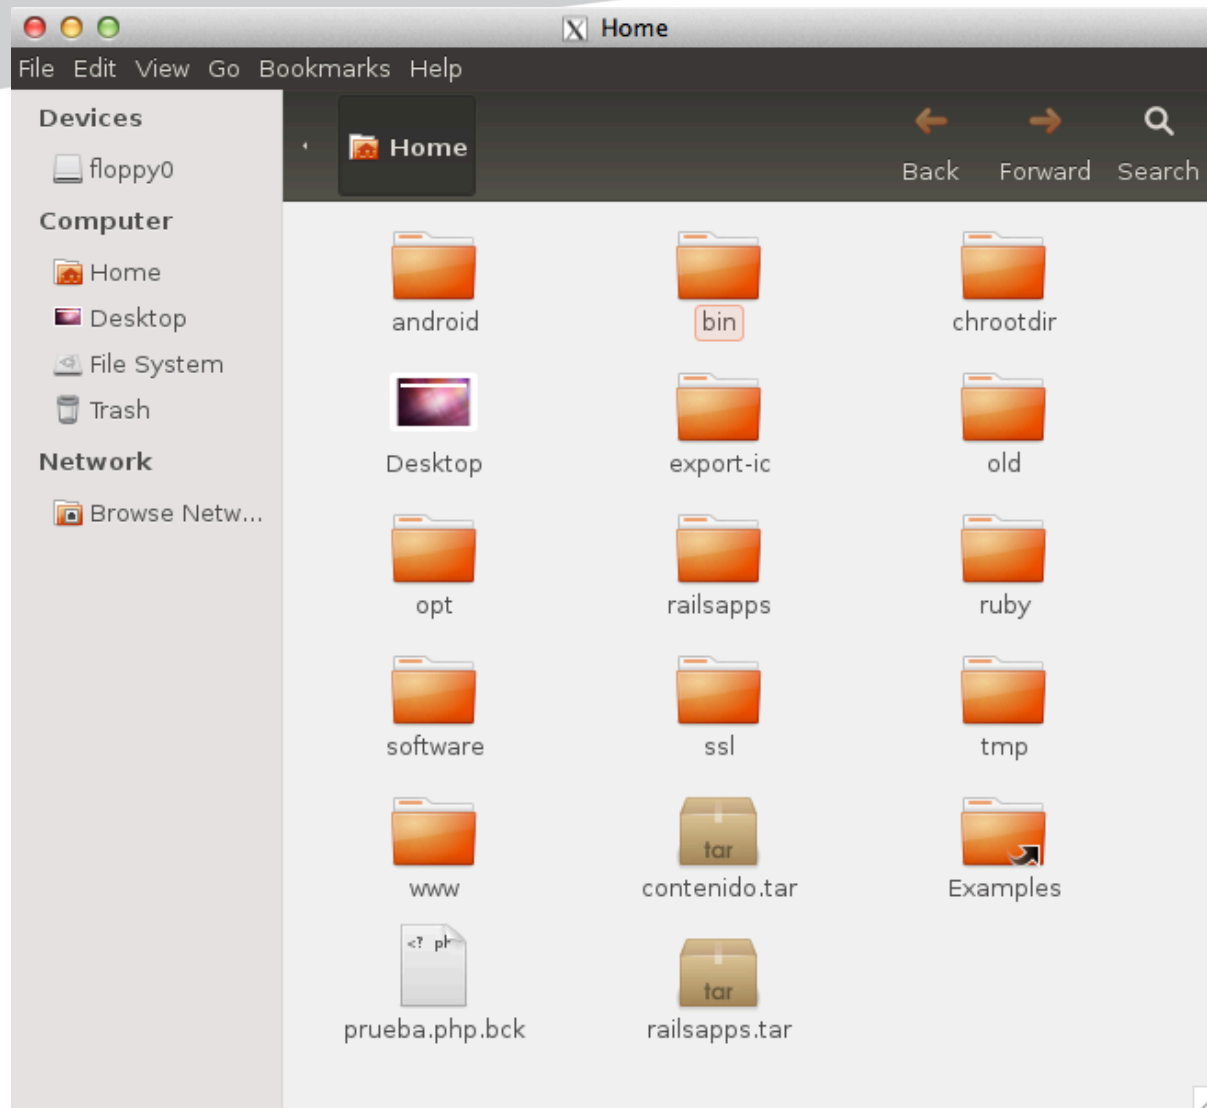 Home
File Edit View Go Bookmarks Help
Devices
floppy0
Computer
Home
Desktop
File System
Trash
Network
Browse Netw...
Home
Back Forward Search
android bin chrootdir
Desktop export-ic old
opt railsapps ruby
software ssl tmp
www contenido.tar Examples
prueba.php.bck railsapps.tar
tar
tar
<? ph